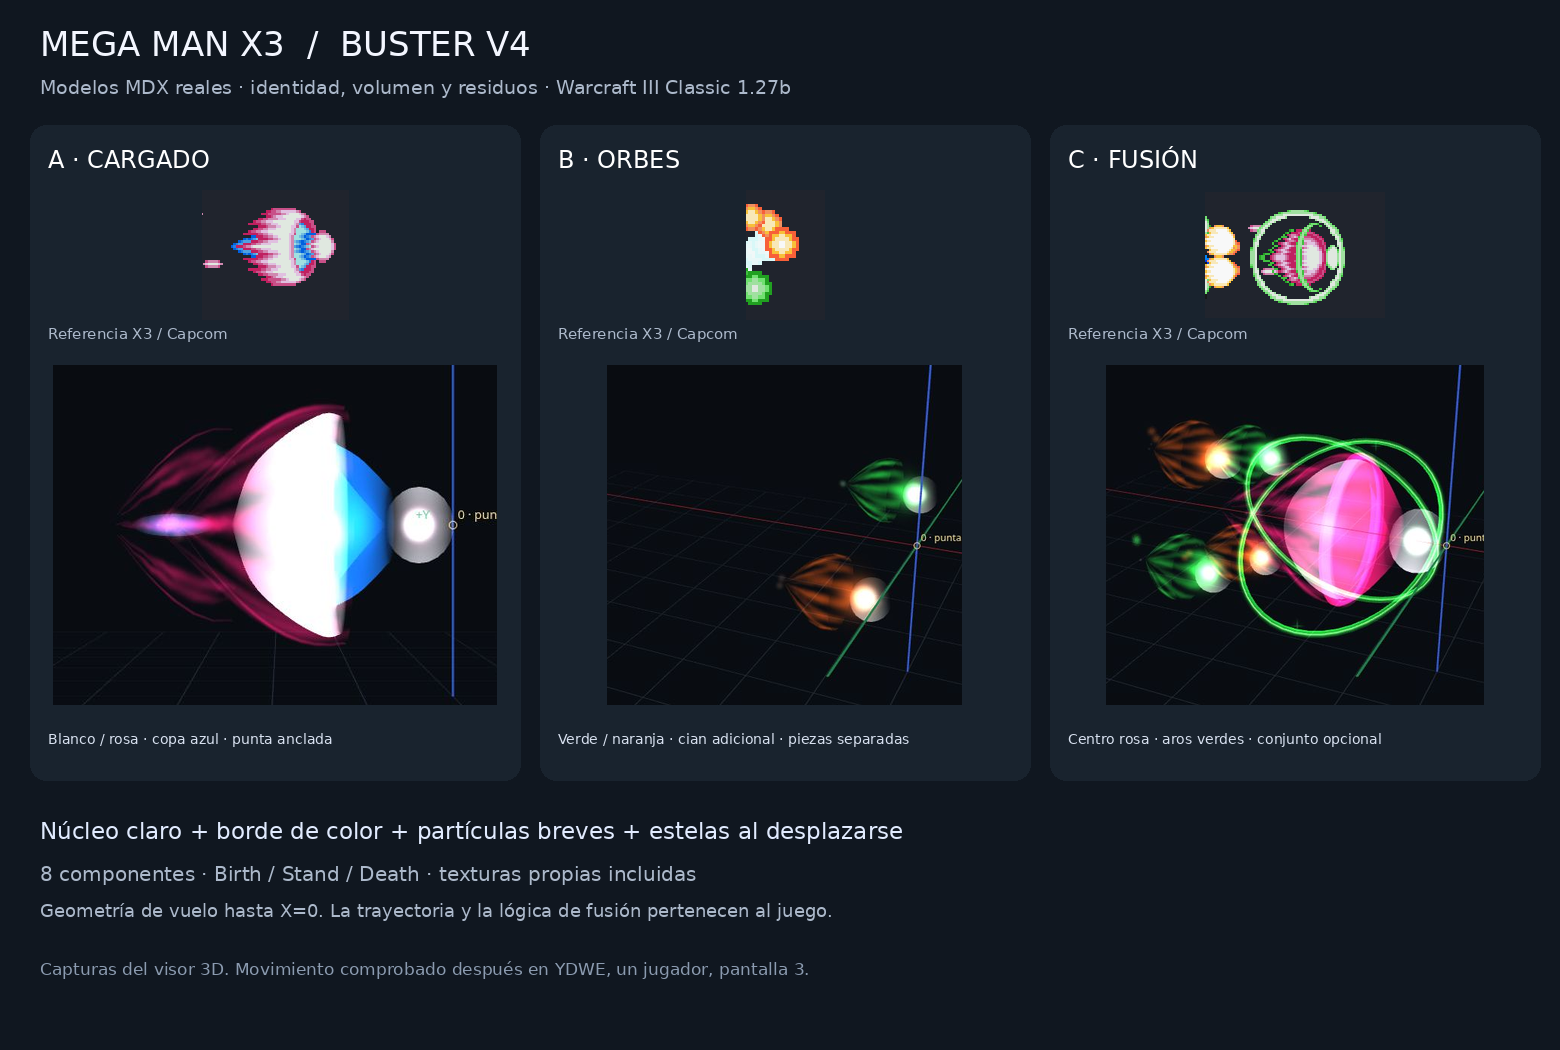 MEGA MAN X3 / BUSTER V4
Modelos MDX reales · identidad, volumen y residuos · Warcraft III Classic 1.27b
A · CARGADO
Referencia X3 / Capcom
+Y
0 · pun
Blanco / rosa · copa azul · punta anclada
B · ORBES
Referencia X3 / Capcom
0 · punta
Verde / naranja · cian adicional · piezas separadas
C · FUSIÓN
Referencia X3 / Capcom
0 · punt
Centro rosa · aros verdes · conjunto opcional
Núcleo claro + borde de color + partículas breves + estelas al desplazarse
8 componentes · Birth / Stand / Death · texturas propias incluidas
Geometría de vuelo hasta X=0. La trayectoria y la lógica de fusión pertenecen al juego.
Capturas del visor 3D. Movimiento comprobado después en YDWE, un jugador, pantalla 3.